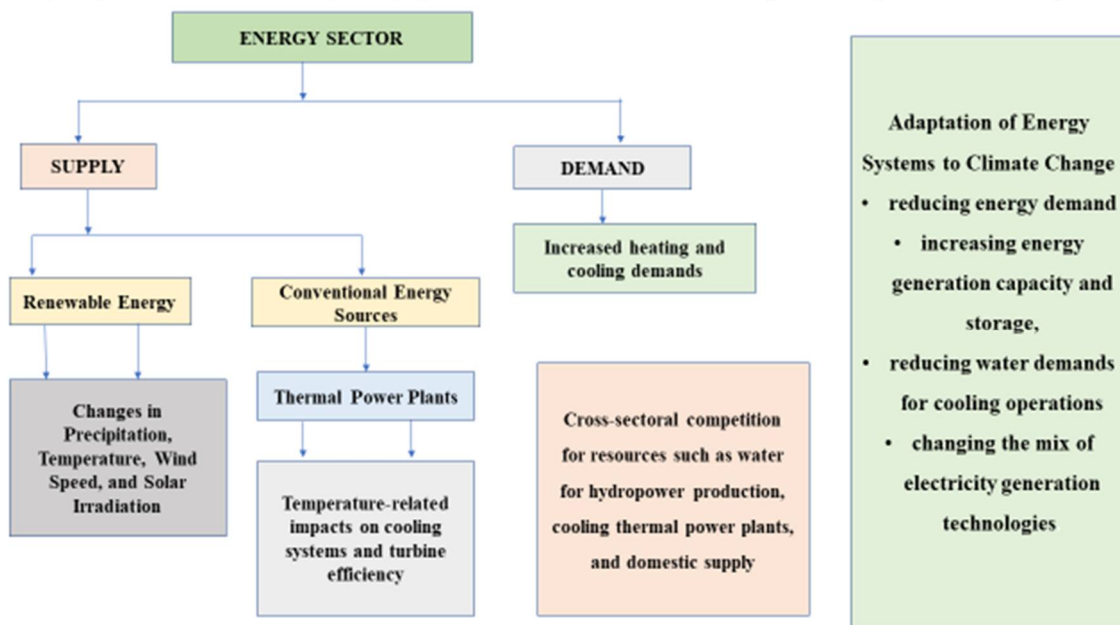 ENERGY SECTOR
SUPPLY
DEMAND
Increased heating and
cooling demands
Renewable Energy
Conventional Energy
Sources
Changes in
Precipitation,
Temperature, Wind
Speed, and Solar
Irradiation
Thermal Power Plants
Temperature-related
impacts on cooling
systems and turbine
efficiency
Cross-sectoral competition
for resources such as water
for hydropower production,
cooling thermal power plants,
and domestic supply
Adaptation of Energy
Systems to Climate Change
• reducing energy demand
• increasing energy
generation capacity and
storage,
• reducing water demands
for cooling operations
• changing the mix of
electricity generation
technologies